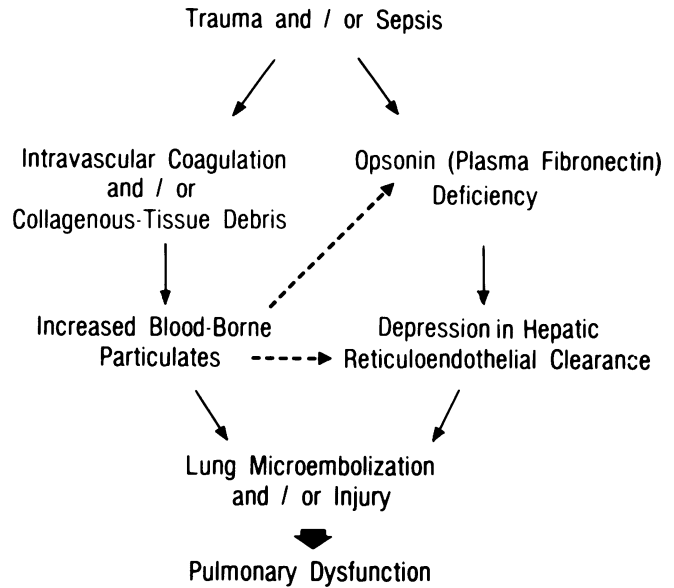 Trauma and / or Sepsis
Intravascular Coagulation
and / or
Collagenous-Tissue Debris
Opsonin (Plasma Fibronectin)
Deficiency
Increased Blood-Borne
Particulates
Depression in Hepatic
Reticuloendothelial Clearance
Lung Microembolization
and / or Injury
Pulmonary Dysfunction